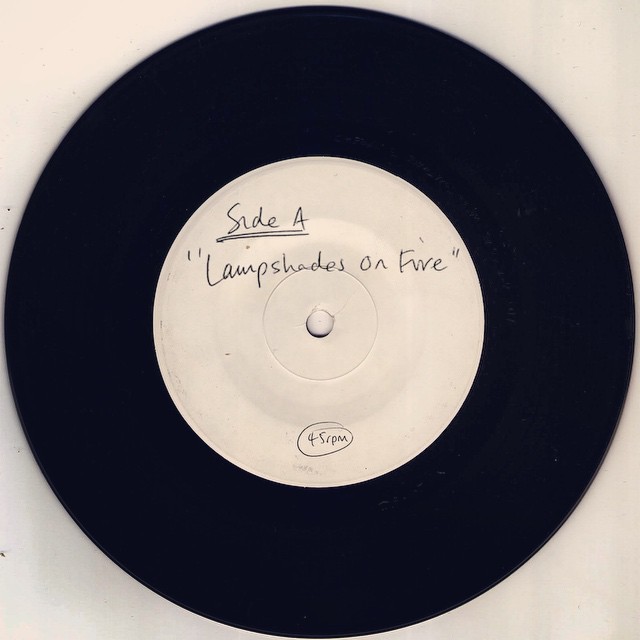 Side A
"Lampshades on Fire"
45rpm